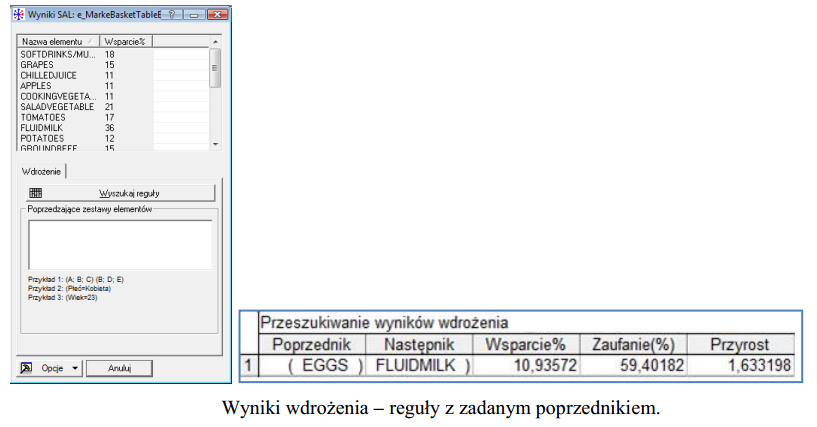 Wyniki SAL: e_MarkeBasketTableE
Nazwa elementu Wsparcie%
SOFTDRINKS/MU... 18
GRAPES 15
CHILLEDJUICE 11
APPLES 11
COOKINGVEGETA... 11
SALADVEGETABLE 21
TOMATOES 17
FLUIDMILK 36
POTATOES 12
GROUNDBEEF 15
Wdrożenie
Wyszukaj reguły
Poprzedzające zestawy elementów
Przykład 1: (A; B; C) (B; D; E)
Przykład 2: (Płeć=Kobieta)
Przykład 3: (Wiek=23)
Opcje Anuluj
Przeszukiwanie wyników wdrożenia
Poprzednik Następnik Wsparcie% Zaufanie(%) Przyrost
1 ( EGGS ) FLUIDMILK ) 10,93572 59,40182 1,633198
Wyniki wdrożenia – reguły z zadanym poprzednikiem.